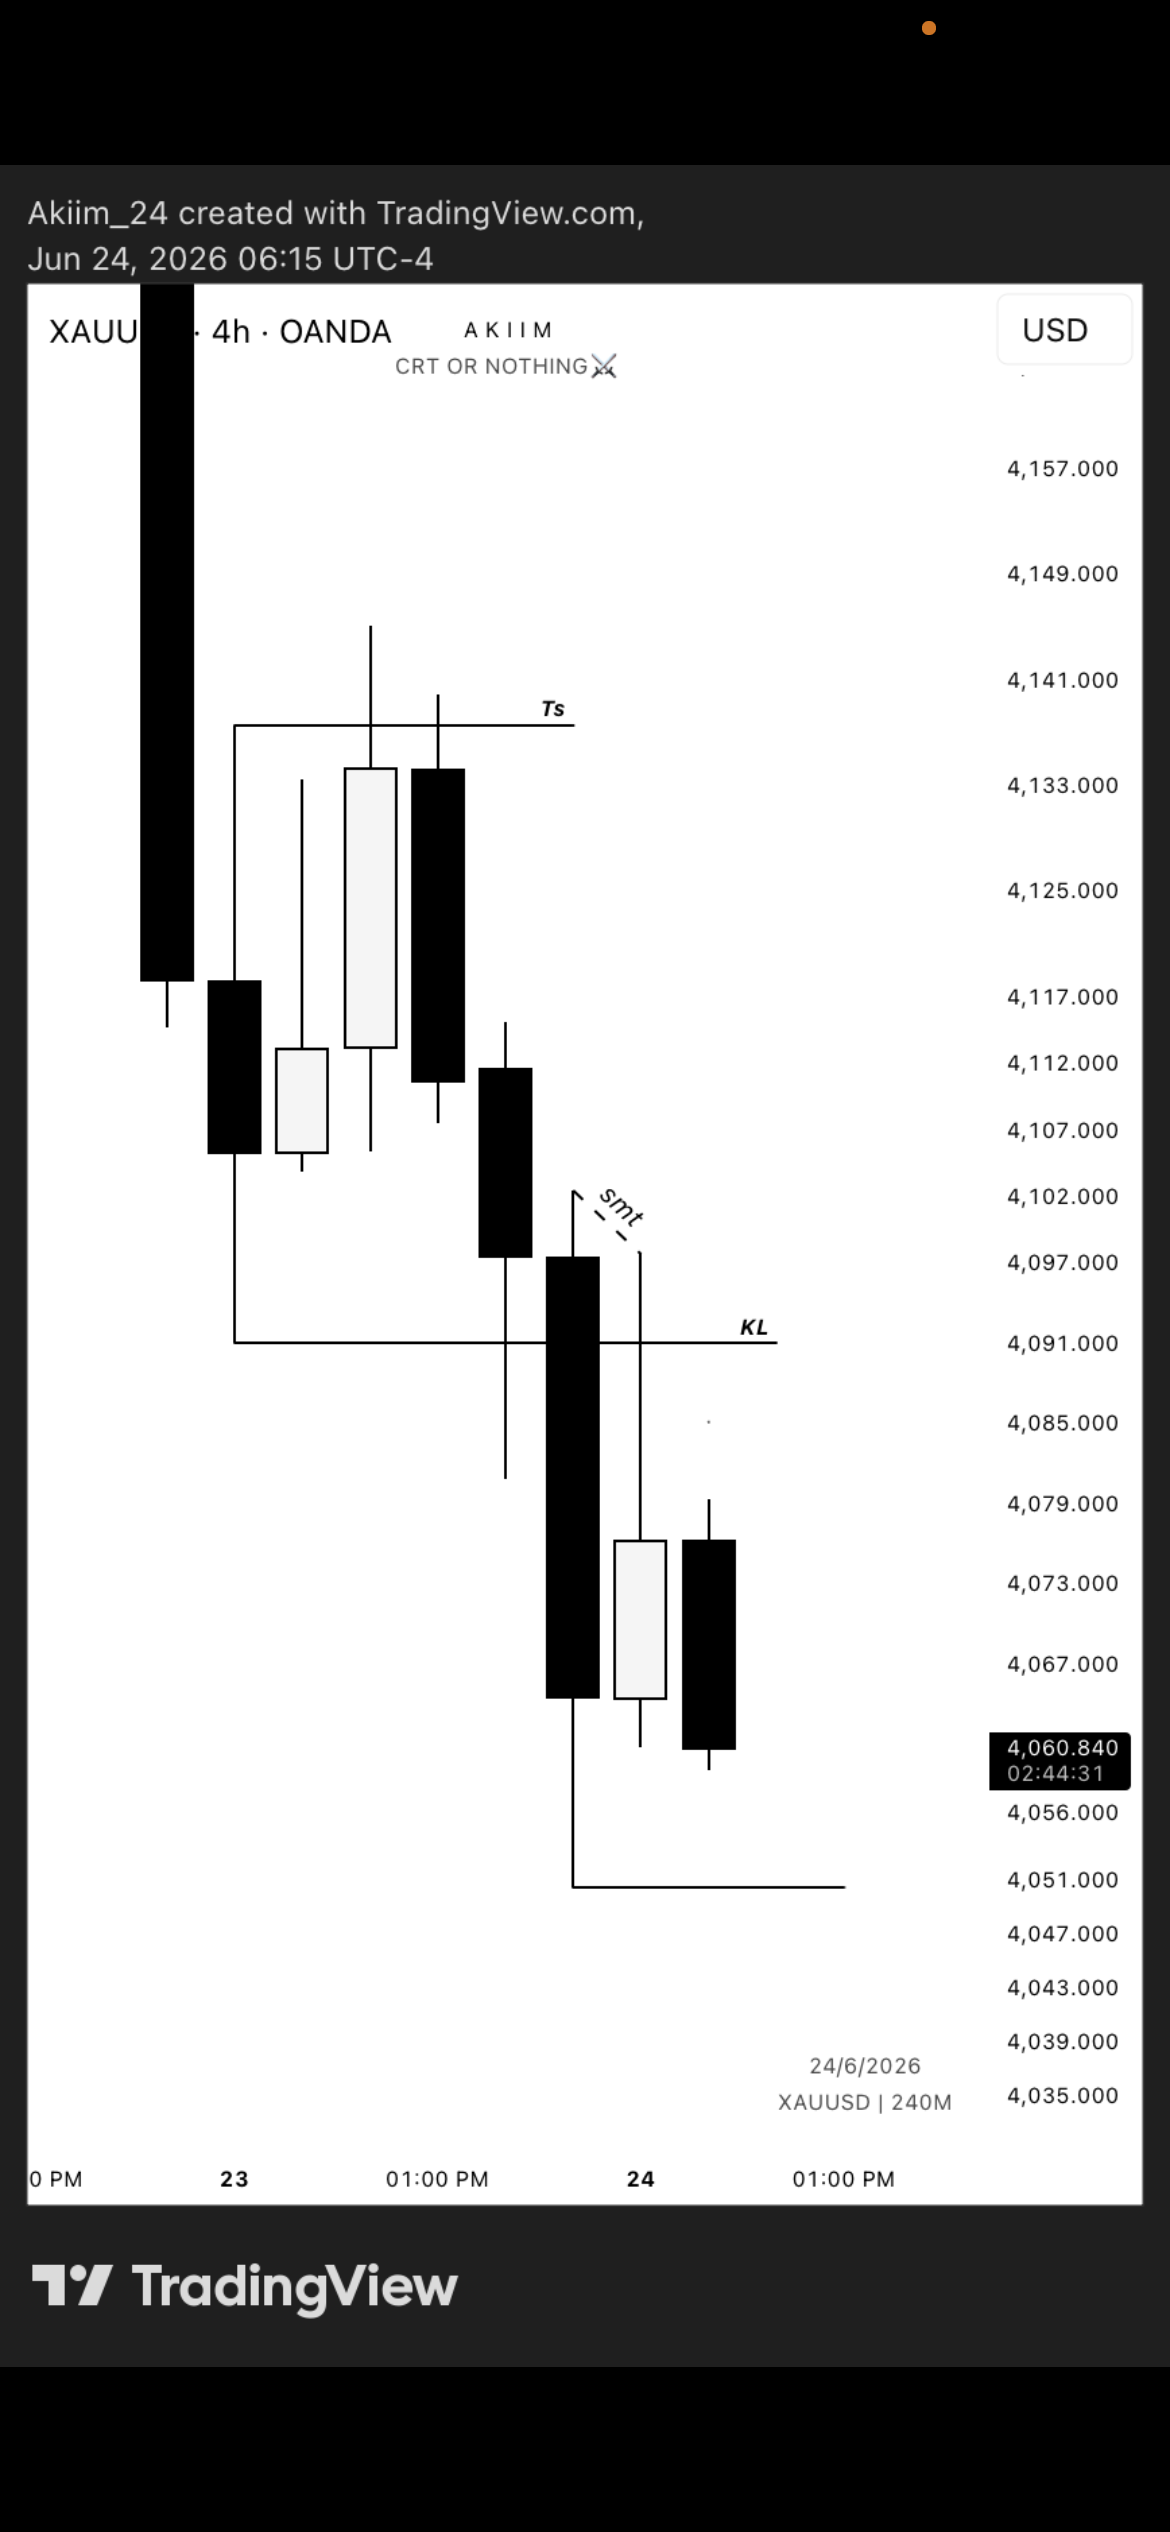 Akiim_24 created with TradingView.com,
Jun 24, 2026 06:15 UTC-4
XAUU · 4h · OANDA
A K I I M
USD
CRT OR NOTHING⚔
4,157.000
4,149.000
4,141.000
Ts
4,133.000
4,125.000
4,117.000
4,112.000
4,107.000
smt
4,102.000
4,097.000
KL
4,091.000
4,085.000
4,079.000
4,073.000
4,067.000
4,060.840
02:44:31
4,056.000
4,051.000
4,047.000
4,043.000
4,039.000
24/6/2026
XAUUSD | 240M
4,035.000
0 PM
23
01:00 PM
24
01:00 PM
TradingView